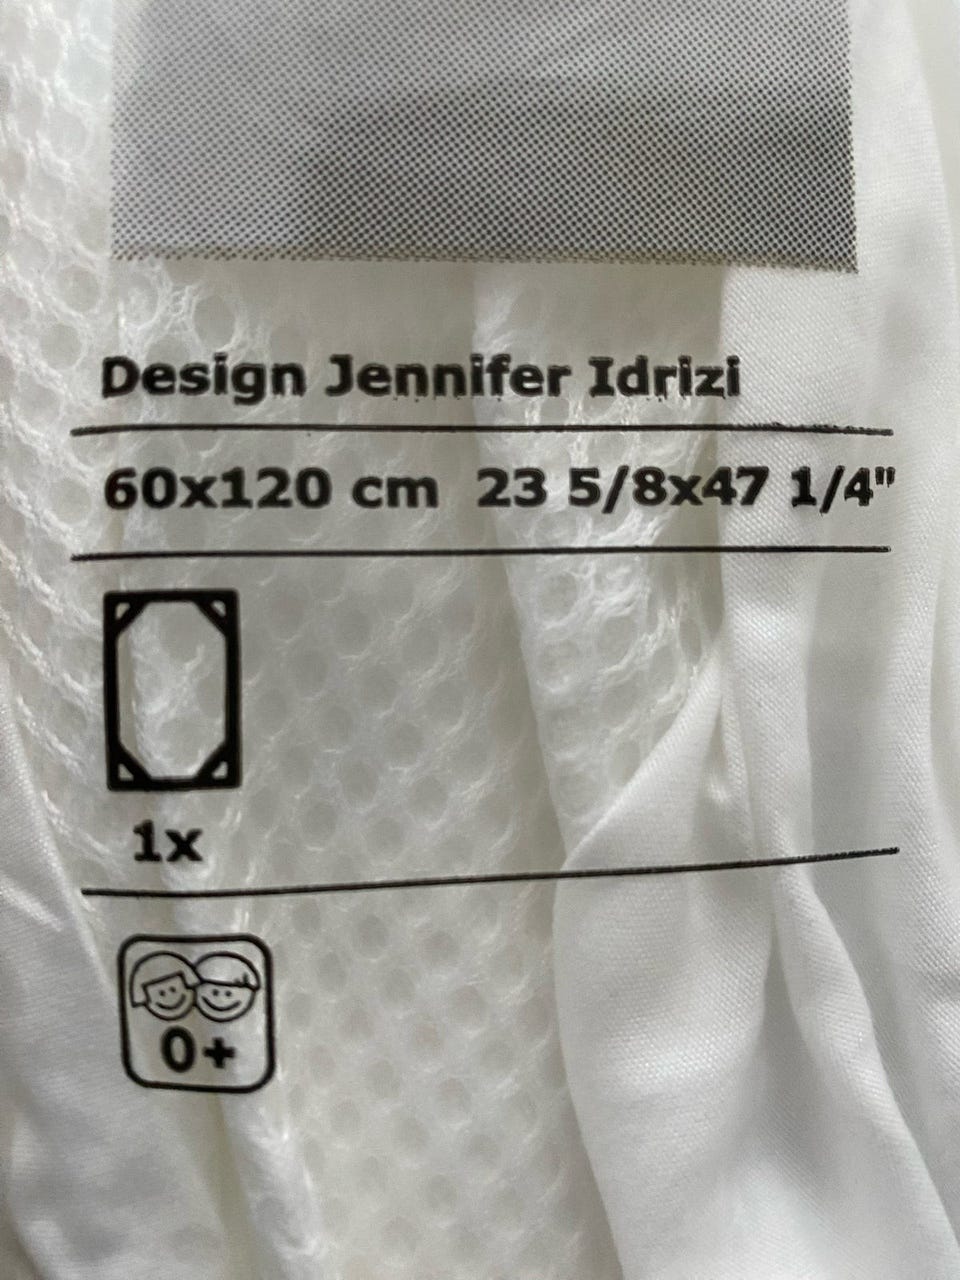 Design Jennifer Idrizi
60x120 cm 23 5/8x47 1/4"
1x
0+